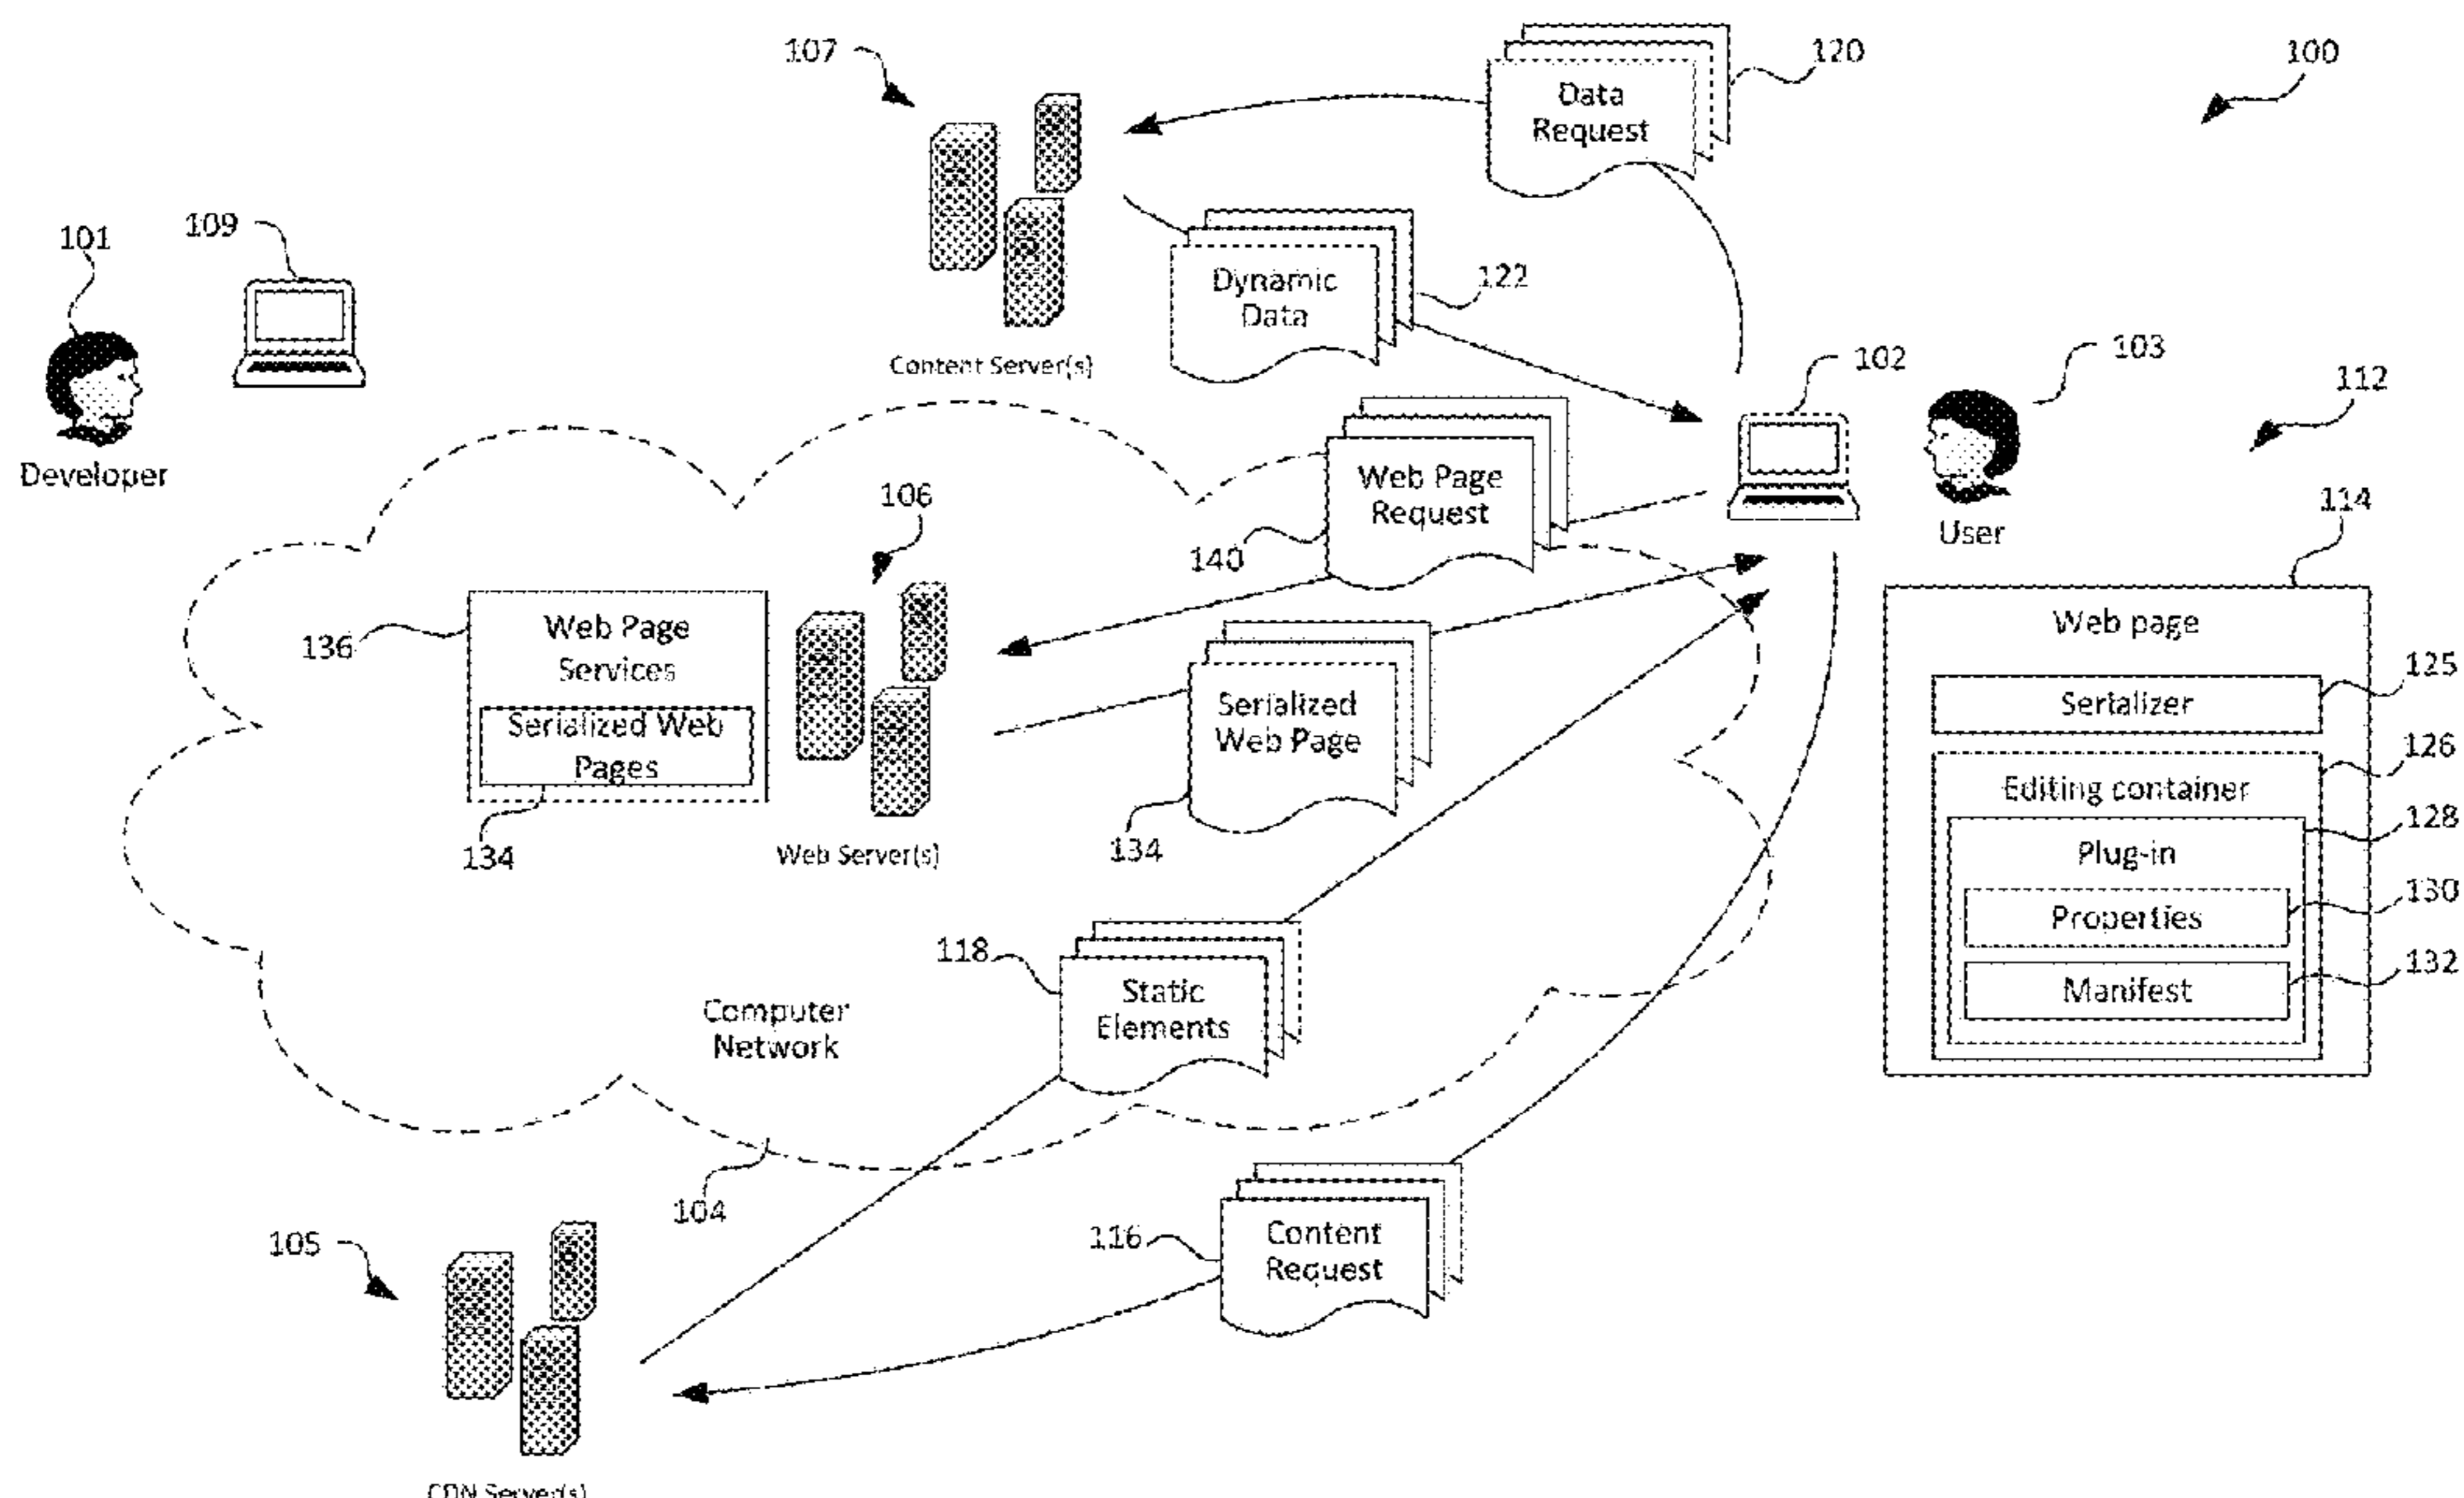 107
120
100
Data
Request
101
109
Dynamic
Data
122
Content Server(s)
102
103
112
Developer
Web Page
Request
106
140
User
114
136
Web Page
Services
Serialized Web
Pages
134
Web Server(s)
Serialized
Web Page
134
Web page
125
Serializer
126
Editing container
128
Plug-in
130
Properties
132
Manifest
118
Static
Elements
Computer
Network
104
105
116
Content
Request
CDN Server(s)